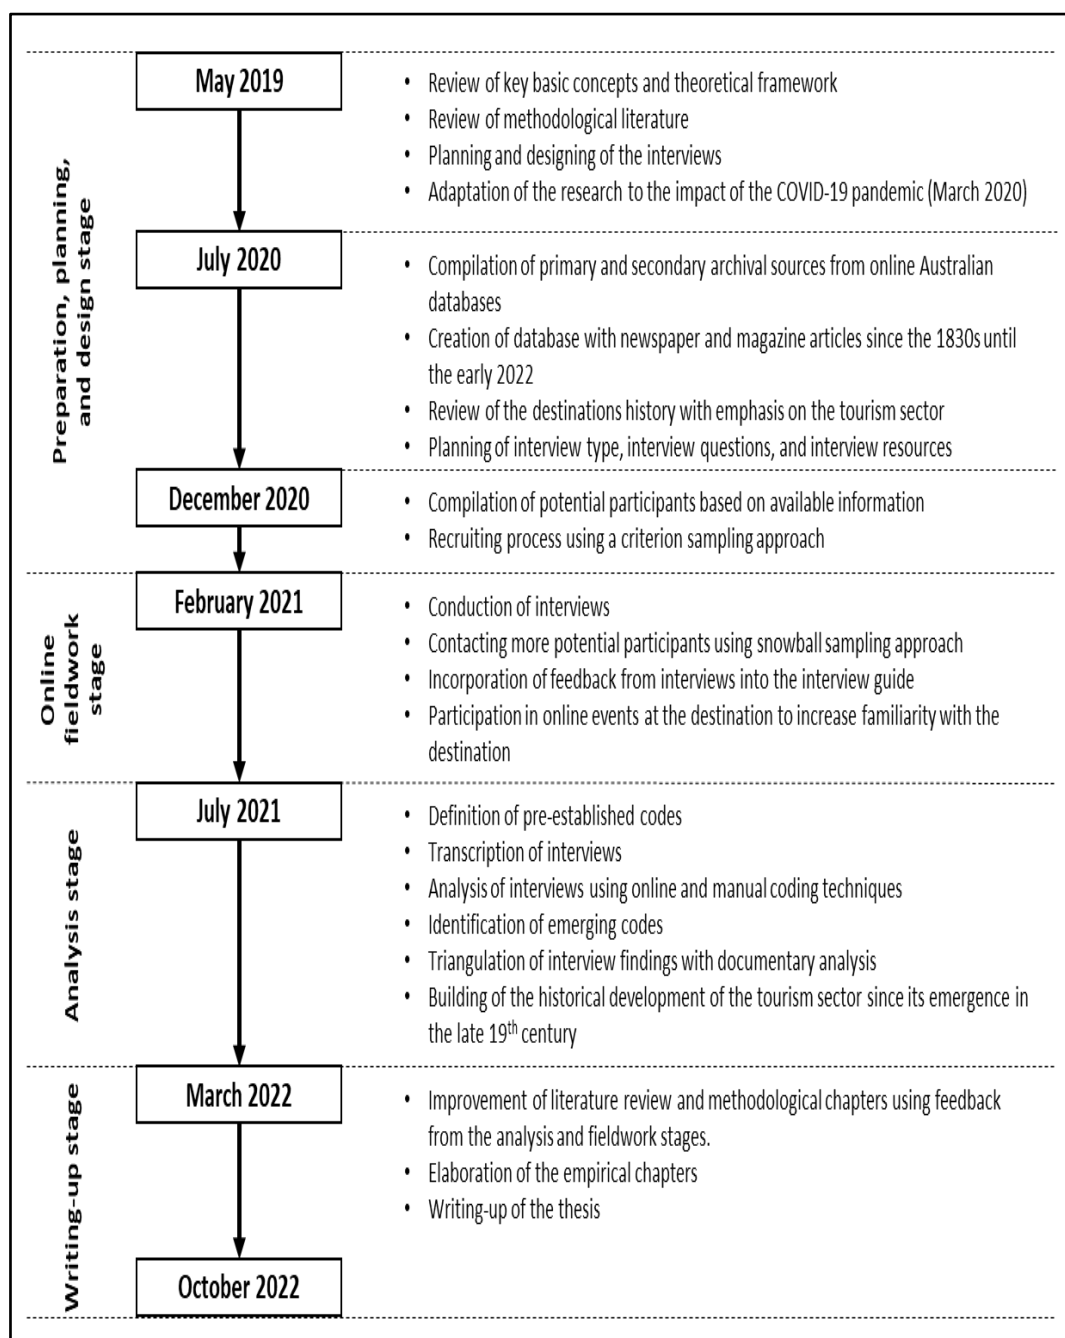 Preparation, planning,
and design stage
May 2019
• Review of key basic concepts and theoretical framework
• Review of methodological literature
• Planning and designing of the interviews
• Adaptation of the research to the impact of the COVID-19 pandemic (March 2020)
July 2020
• Compilation of primary and secondary archival sources from online Australian
databases
• Creation of database with newspaper and magazine articles since the 1830s until
the early 2022
• Review of the destinations history with emphasis on the tourism sector
• Planning of interview type, interview questions, and interview resources
December 2020
• Compilation of potential participants based on available information
• Recruiting process using a criterion sampling approach
Online
fieldwork
stage
February 2021
• Conduction of interviews
• Contacting more potential participants using snowball sampling approach
• Incorporation of feedback from interviews into the interview guide
• Participation in online events at the destination to increase familiarity with the
destination
Analysis stage
July 2021
• Definition of pre-established codes
• Transcription of interviews
• Analysis of interviews using online and manual coding techniques
• Identification of emerging codes
• Triangulation of interview findings with documentary analysis
• Building of the historical development of the tourism sector since its emergence in
the late 19th century
Writing-up stage
March 2022
• Improvement of literature review and methodological chapters using feedback
from the analysis and fieldwork stages.
• Elaboration of the empirical chapters
• Writing-up of the thesis
October 2022